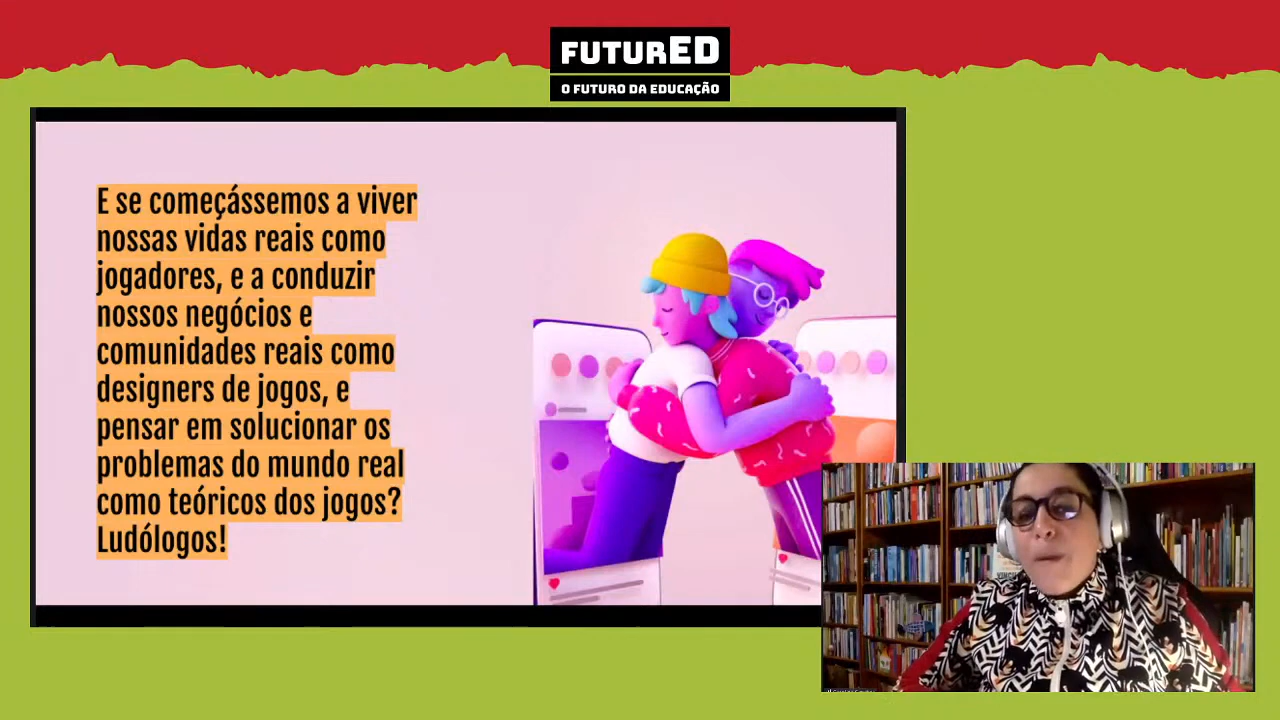 FUTURED
O FUTURO DA EDUCAÇÃO
E se começássemos a viver
nossas vidas reais como
jogadores, e a conduzir
nossos negócios e
comunidades reais como
designers de jogos, e
pensar em solucionar os
problemas do mundo real
como teóricos dos jogos?
Ludólogos!